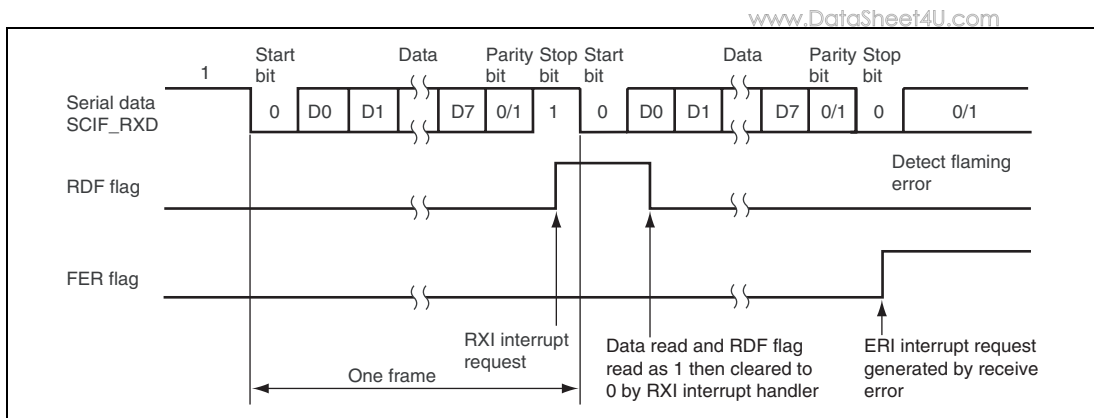 www.DataSheet4U.com
Start bit
Data
Parity bit
Stop bit
Start bit
Data
Parity bit
Stop bit
1
Serial data SCIF_RXD
0 D0 D1 D7 0/1 1 0 D0 D1 D7 0/1 0 0/1
Detect flaming error
RDF flag
FER flag
RXI interrupt request
Data read and RDF flag read as 1 then cleared to 0 by RXI interrupt handler
ERI interrupt request generated by receive error
One frame